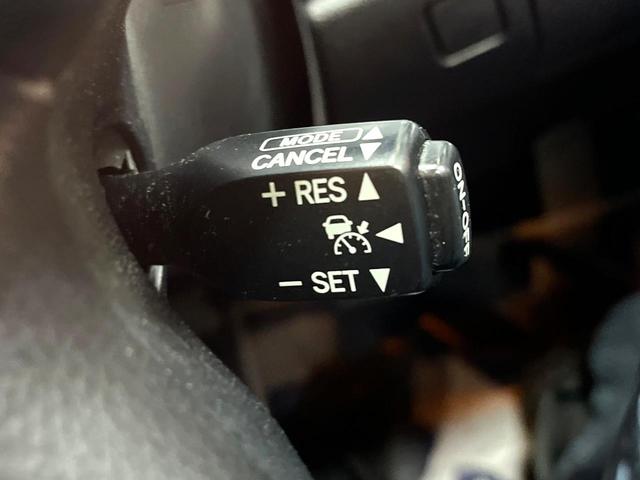 MODE ▲
CANCEL ▼
+ RES ▲
◀
− SET ▼
ON-OFF